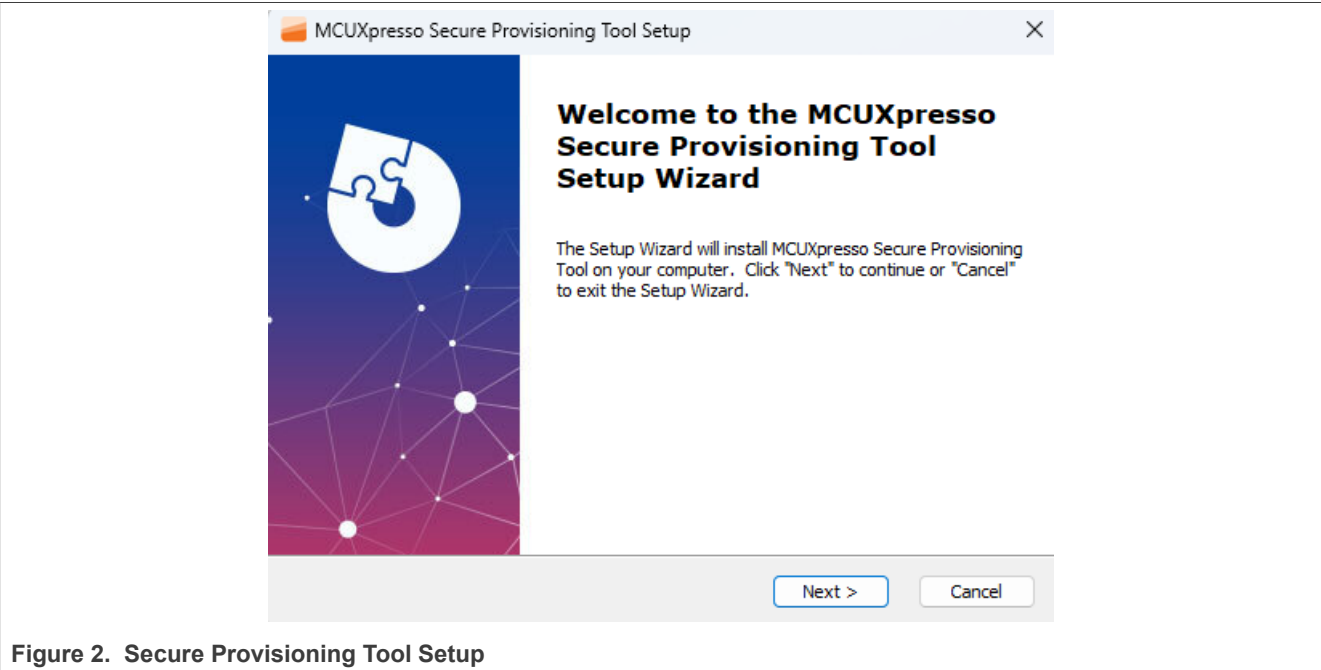 MCUXpresso Secure Provisioning Tool Setup
Welcome to the MCUXpresso
Secure Provisioning Tool
Setup Wizard
The Setup Wizard will install MCUXpresso Secure Provisioning
Tool on your computer.  Click "Next" to continue or "Cancel"
to exit the Setup Wizard.
Next >
Cancel
Figure 2.  Secure Provisioning Tool Setup